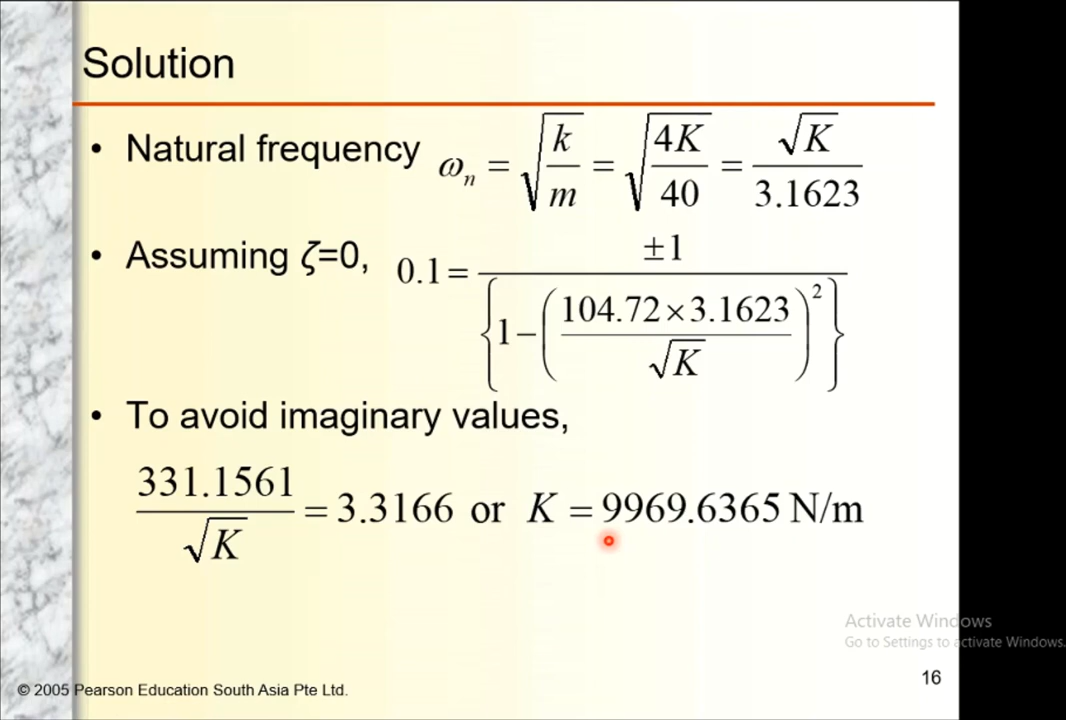 Solution
• Natural frequency ωn = √(k/m) = √(4K/40) = √K/3.1623
• Assuming ζ=0, 0.1 = ±1/{1−((104.72×3.1623)/√K)²}
• To avoid imaginary values,
331.1561/√K = 3.3166 or K = 9969.6365 N/m
Activate Windows
Go to Settings to activate Windows.
16
© 2005 Pearson Education South Asia Pte Ltd.